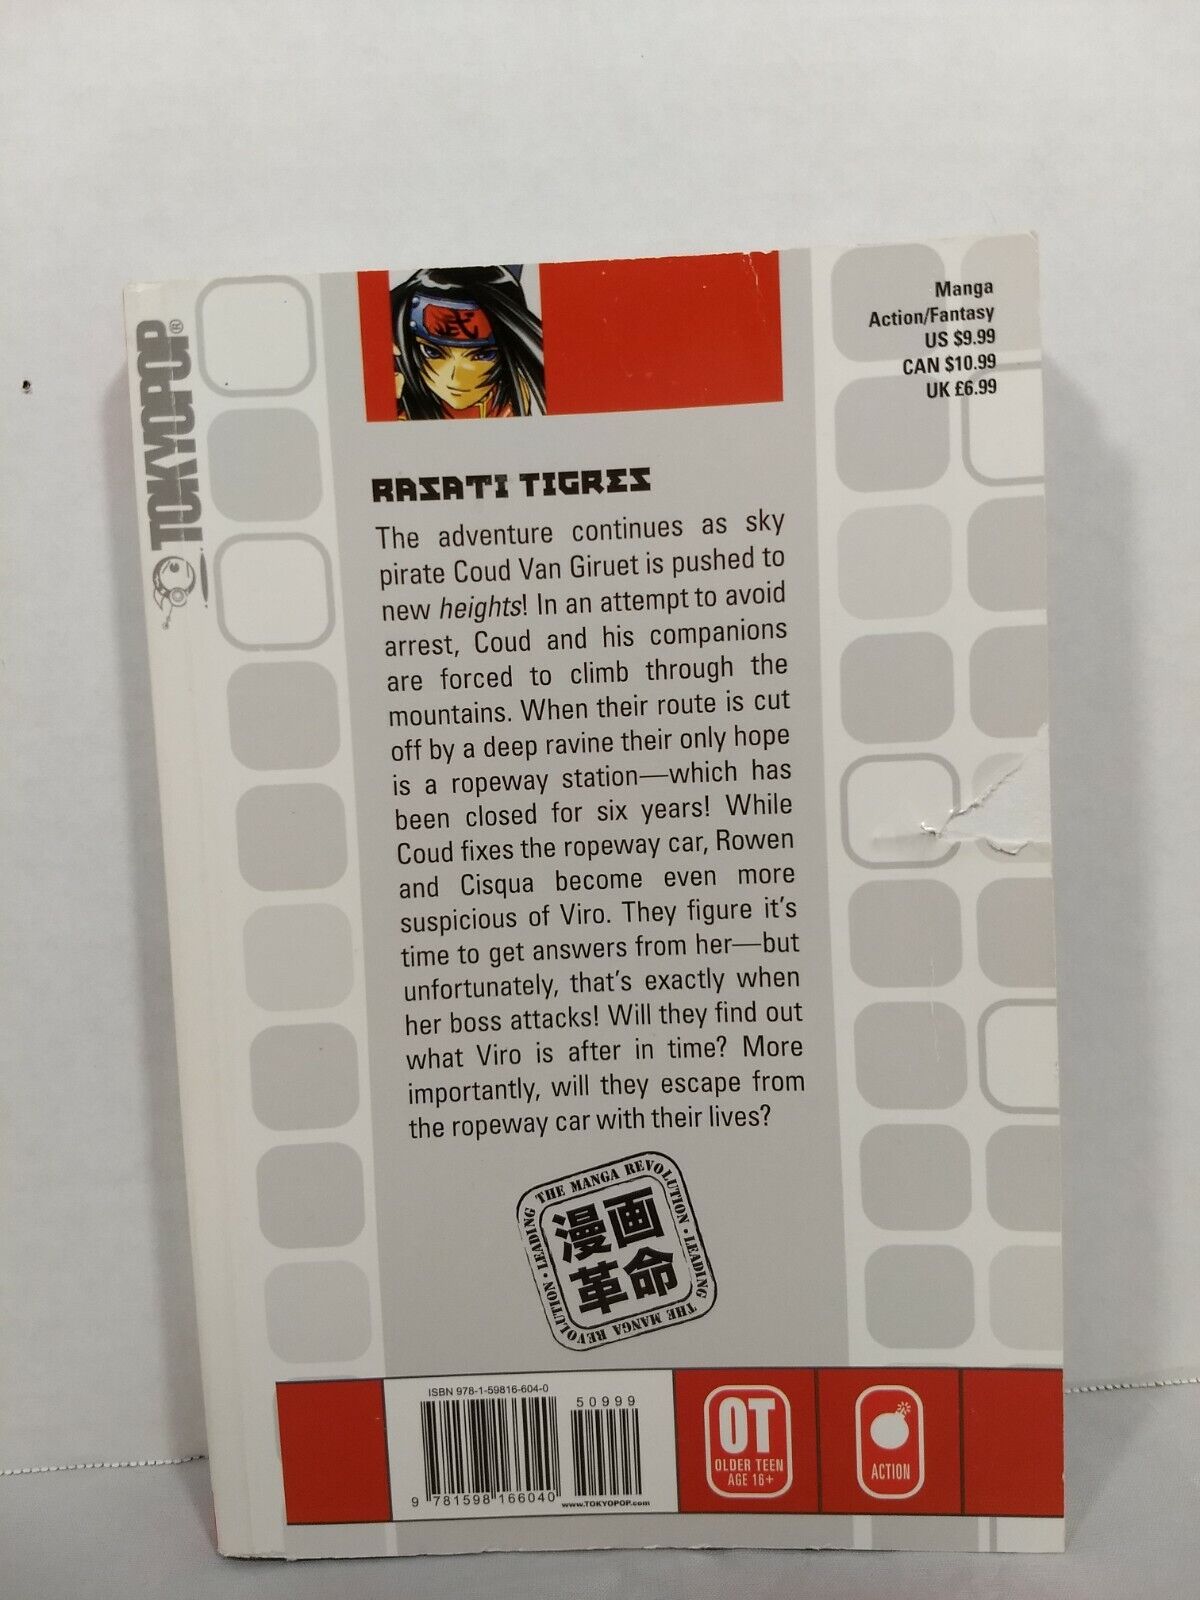 TOKYOPOP®
武
Manga
Action/Fantasy
US $9.99
CAN $10.99
UK £6.99
RASATI TIGRES
The adventure continues as sky
pirate Coud Van Giruet is pushed to
new heights! In an attempt to avoid
arrest, Coud and his companions
are forced to climb through the
mountains. When their route is cut
off by a deep ravine their only hope
is a ropeway station—which has
been closed for six years! While
Coud fixes the ropeway car, Rowen
and Cisqua become even more
suspicious of Viro. They figure it's
time to get answers from her—but
unfortunately, that's exactly when
her boss attacks! Will they find out
what Viro is after in time? More
importantly, will they escape from
the ropeway car with their lives?
LEADING THE MANGA REVOLUTION • LEADING THE MANGA REVOLUTION •
漫画
革命
ISBN 978-1-59816-604-0
50999
9 781598 166040
www.TOKYOPOP.com
OT
OLDER TEEN
AGE 16+
ACTION